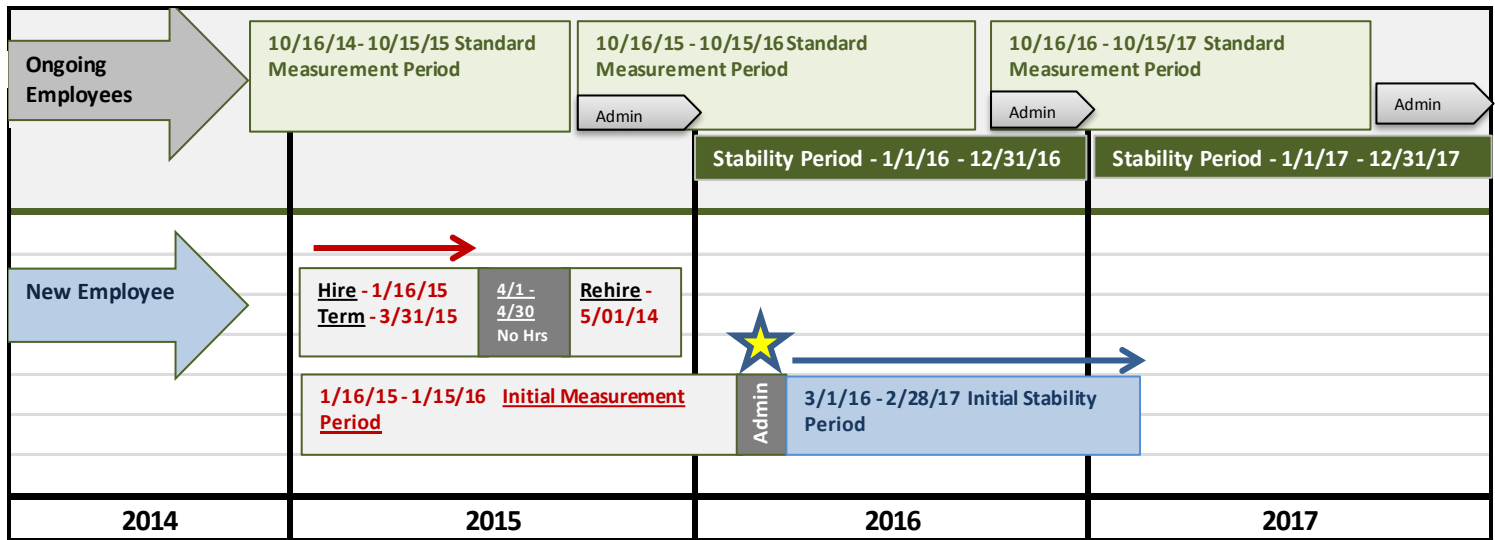 Ongoing
Employees
10/16/14- 10/15/15 Standard
Measurement Period
10/16/15 - 10/15/16 Standard
Measurement Period
10/16/16 - 10/15/17 Standard
Measurement Period
Admin
Admin
Admin
Stability Period - 1/1/16 - 12/31/16
Stability Period - 1/1/17 - 12/31/17
New Employee
Hire - 1/16/15
Term - 3/31/15
4/1 -
4/30
No Hrs
Rehire -
5/01/14
1/16/15 - 1/15/16 Initial Measurement
Period
Admin
3/1/16 - 2/28/17 Initial Stability
Period
2014
2015
2016
2017